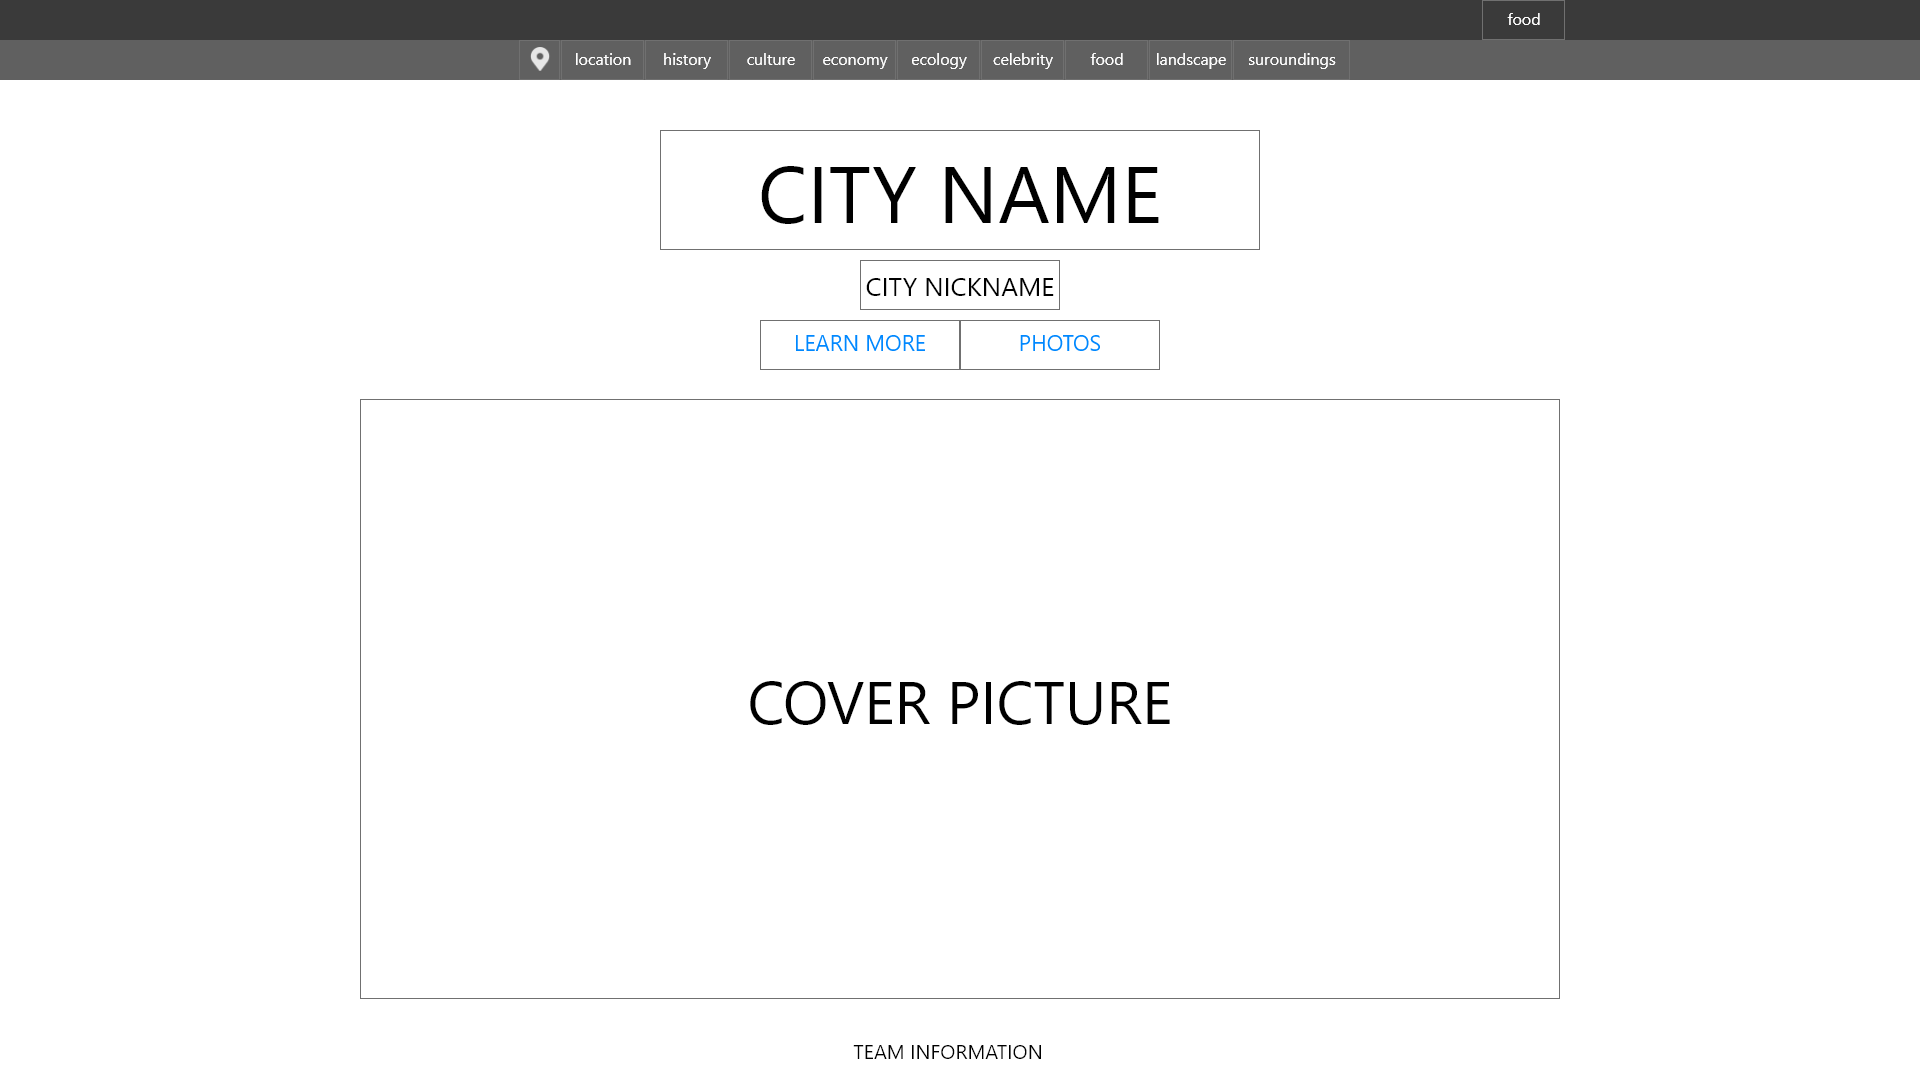 food
location history culture economy ecology celebrity food landscape suroundings
CITY NAME
CITY NICKNAME
LEARN MORE PHOTOS
COVER PICTURE
TEAM INFORMATION